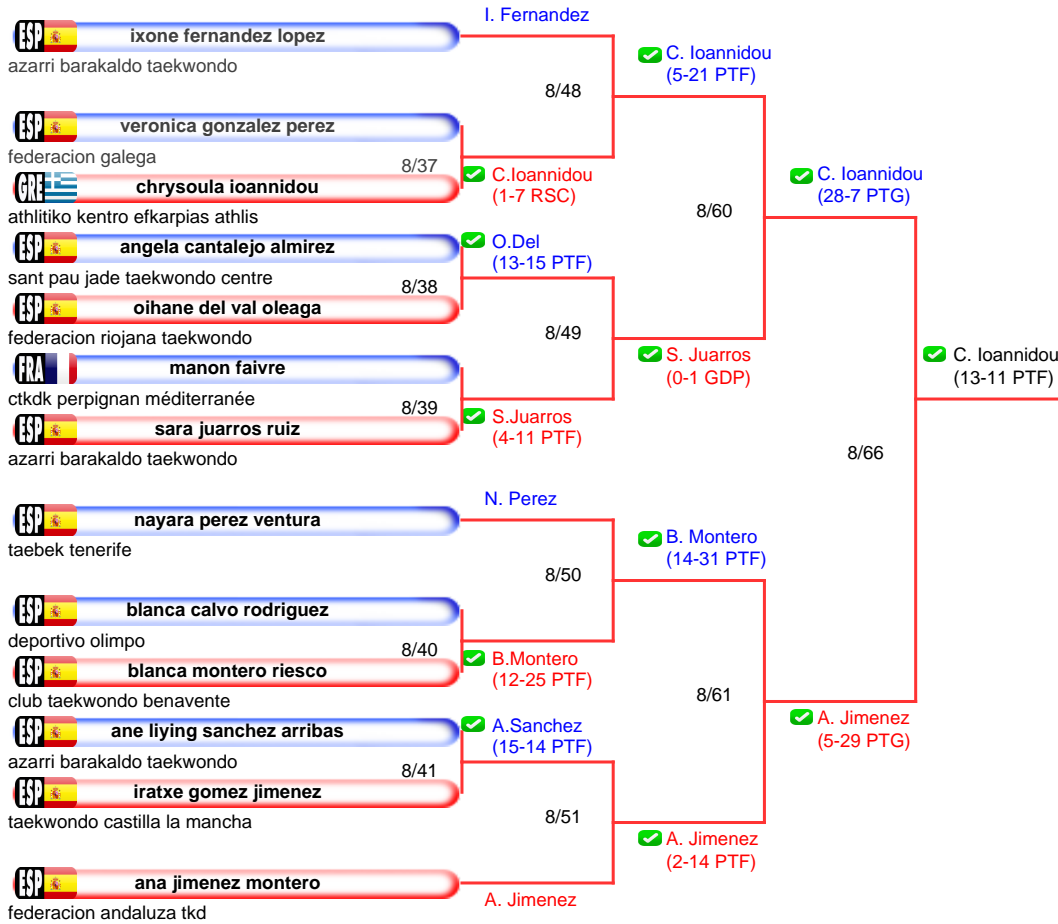 I. Fernandez
ESP ixone fernandez lopez
azarri barakaldo taekwondo
8/48
C. Ioannidou
(5-21 PTF)
ESP veronica gonzalez perez
federacion galega
8/37
C.Ioannidou
(1-7 RSC)
GRE chrysoula ioannidou
athlitiko kentro efkarpias athlis
8/60
C. Ioannidou
(28-7 PTG)
ESP angela cantalejo almirez
sant pau jade taekwondo centre
O.Del
(13-15 PTF)
8/38
ESP oihane del val oleaga
federacion riojana taekwondo
8/49
S. Juarros
(0-1 GDP)
FRA manon faivre
ctkdk perpignan méditerranée
8/39
S.Juarros
(4-11 PTF)
ESP sara juarros ruiz
azarri barakaldo taekwondo
C. Ioannidou
(13-11 PTF)
8/66
N. Perez
ESP nayara perez ventura
taebek tenerife
8/50
B. Montero
(14-31 PTF)
ESP blanca calvo rodriguez
deportivo olimpo
8/40
B.Montero
(12-25 PTF)
ESP blanca montero riesco
club taekwondo benavente
8/61
A. Jimenez
(5-29 PTG)
ESP ane liying sanchez arribas
azarri barakaldo taekwondo
A.Sanchez
(15-14 PTF)
8/41
ESP iratxe gomez jimenez
taekwondo castilla la mancha
8/51
A. Jimenez
(2-14 PTF)
ESP ana jimenez montero
federacion andaluza tkd
A. Jimenez